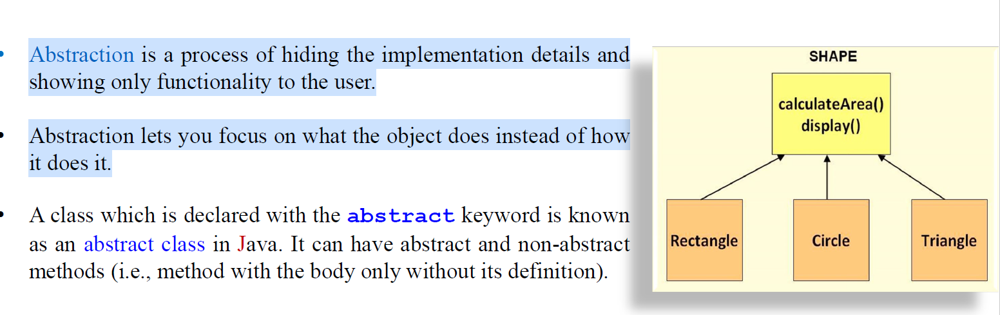 • Abstraction is a process of hiding the implementation details and
showing only functionality to the user.
• Abstraction lets you focus on what the object does instead of how
it does it.
• A class which is declared with the abstract keyword is known
as an abstract class in Java. It can have abstract and non-abstract
methods (i.e., method with the body only without its definition).
SHAPE
calculateArea()
display()
Rectangle
Circle
Triangle